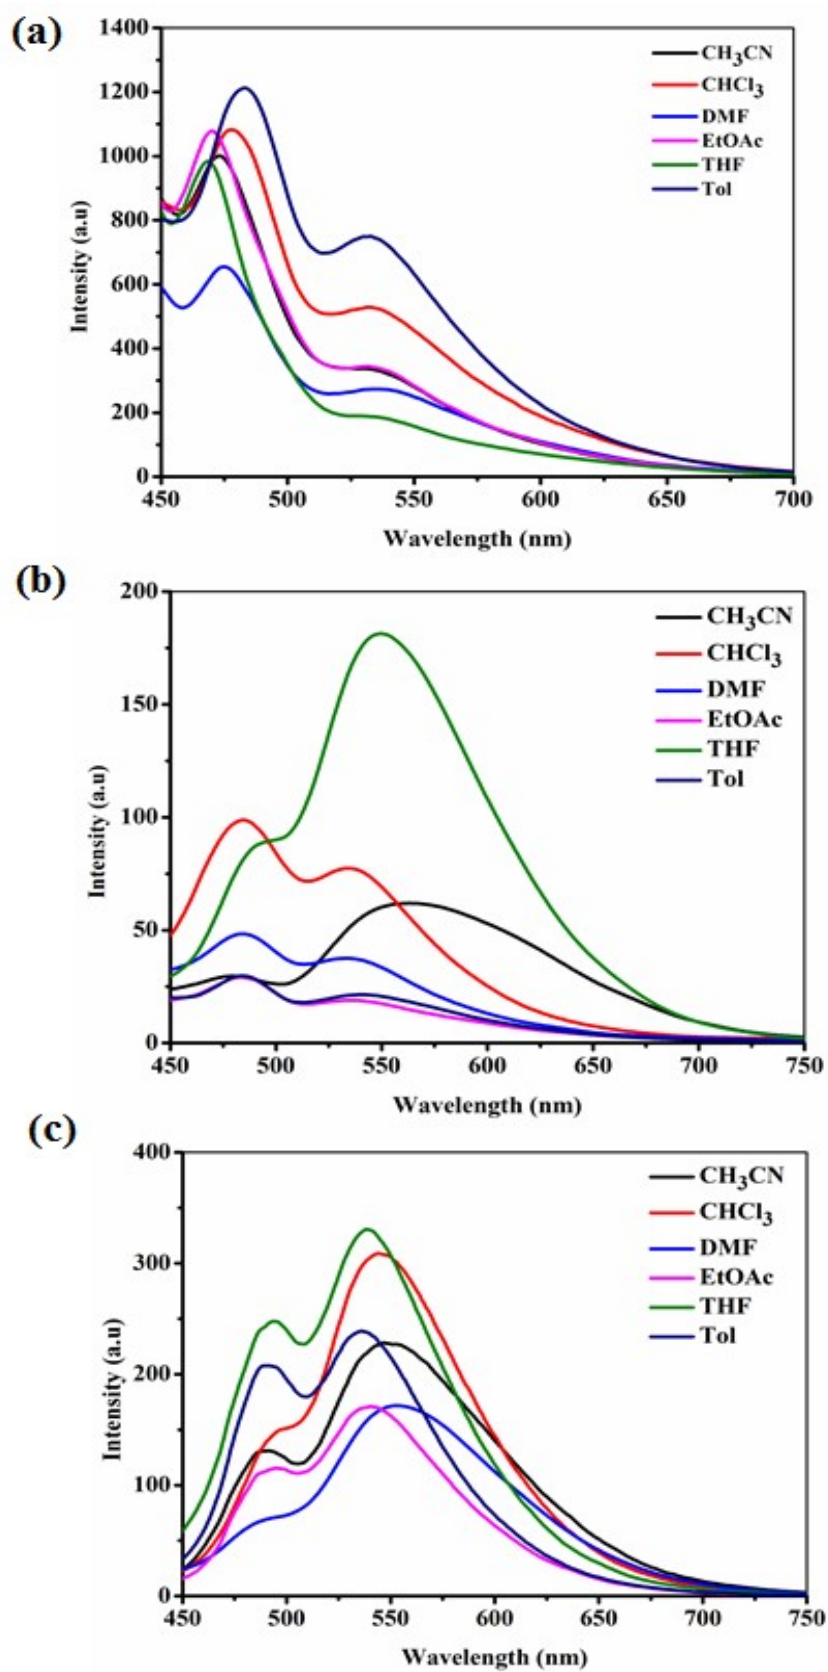 (a)
1400
1200
1000
800
600
400
200
0
Intensity (a.u)
CH3CN
CHCl3
DMF
EtOAc
THF
Tol
450 500 550 600 650 700
Wavelength (nm)
(b)
200
150
100
50
0
Intensity (a.u)
CH3CN
CHCl3
DMF
EtOAc
THF
Tol
450 500 550 600 650 700 750
Wavelength (nm)
(c)
400
300
200
100
0
Intensity (a.u)
CH3CN
CHCl3
DMF
EtOAc
THF
Tol
450 500 550 600 650 700 750
Wavelength (nm)